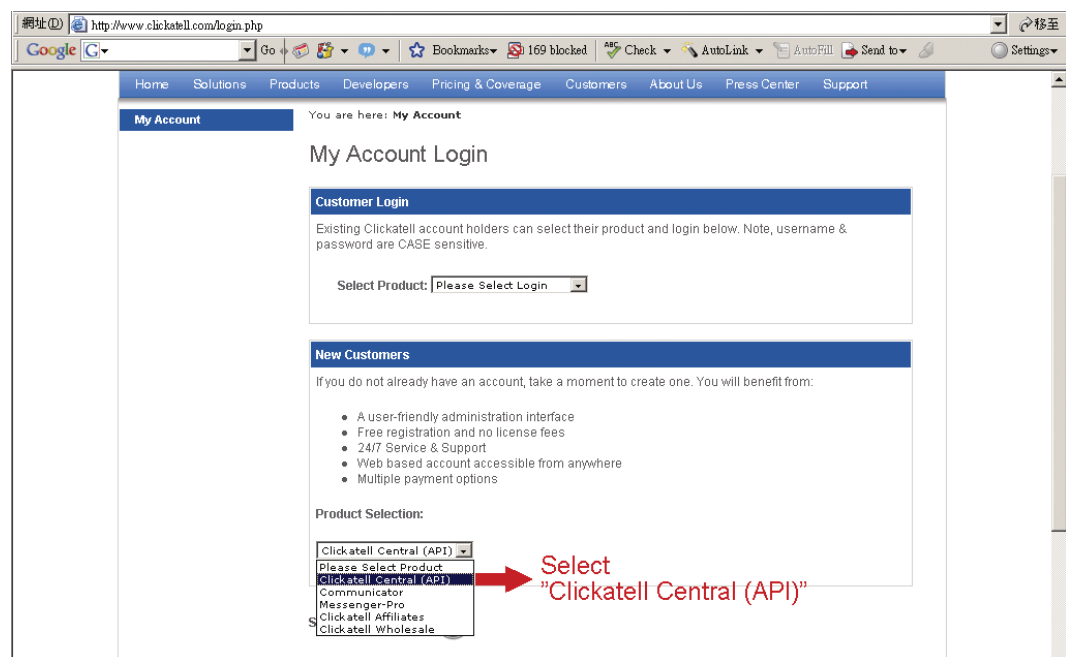 網址(D) http://www.clickatell.com/login.php 移至
Google G Go Bookmarks 169 blocked ABC Check AutoLink AutoFill Send to Settings
Home Solutions Products Developers Pricing & Coverage Customers About Us Press Center Support
My Account
You are here: My Account
My Account Login
Customer Login
Existing Clickatell account holders can select their product and login below. Note, username &
password are CASE sensitive.
Select Product: Please Select Login
New Customers
If you do not already have an account, take a moment to create one. You will benefit from:
• A user-friendly administration interface
• Free registration and no license fees
• 24/7 Service & Support
• Web based account accessible from anywhere
• Multiple payment options
Product Selection:
Clickatell Central (API)
Please Select Product
Clickatell Central (API)
Communicator
Messenger-Pro
Clickatell Affiliates
Clickatell Wholesale
Select
"Clickatell Central (API)"
S